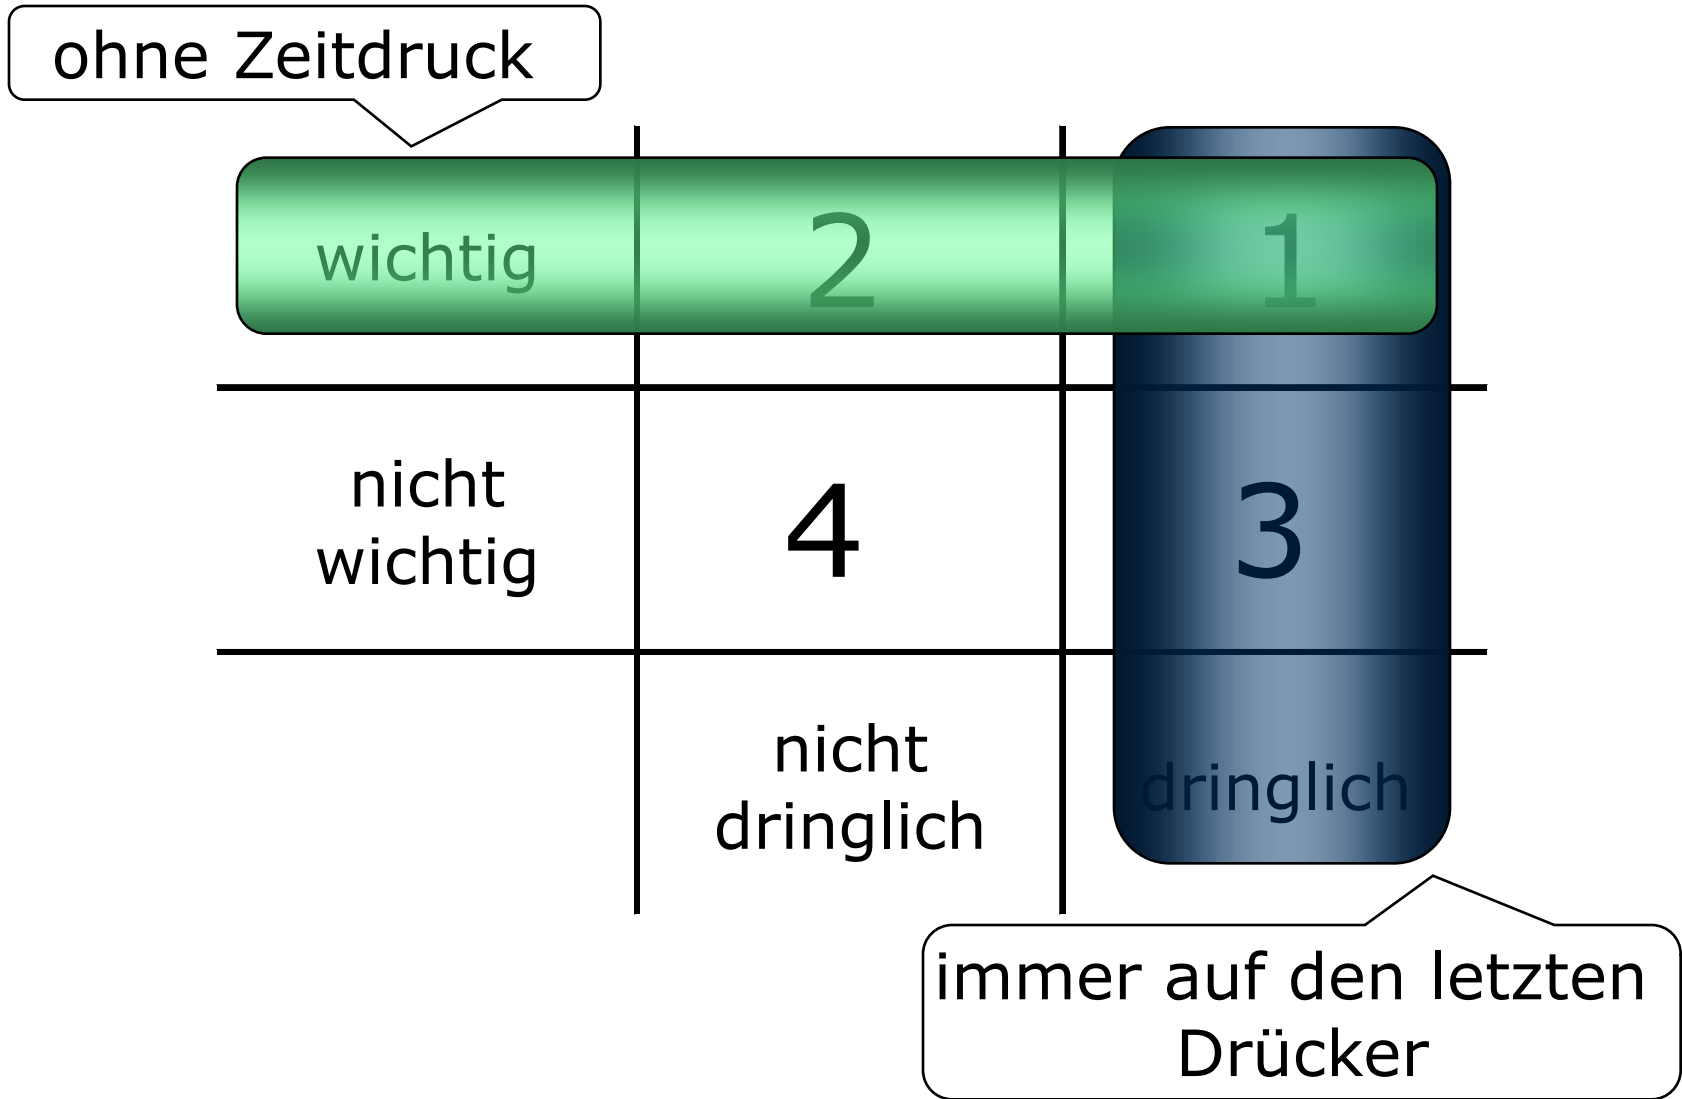 ohne Zeitdruck
wichtig 2 1
nicht
wichtig
4 3
nicht
dringlich
dringlich
immer auf den letzten
Drücker